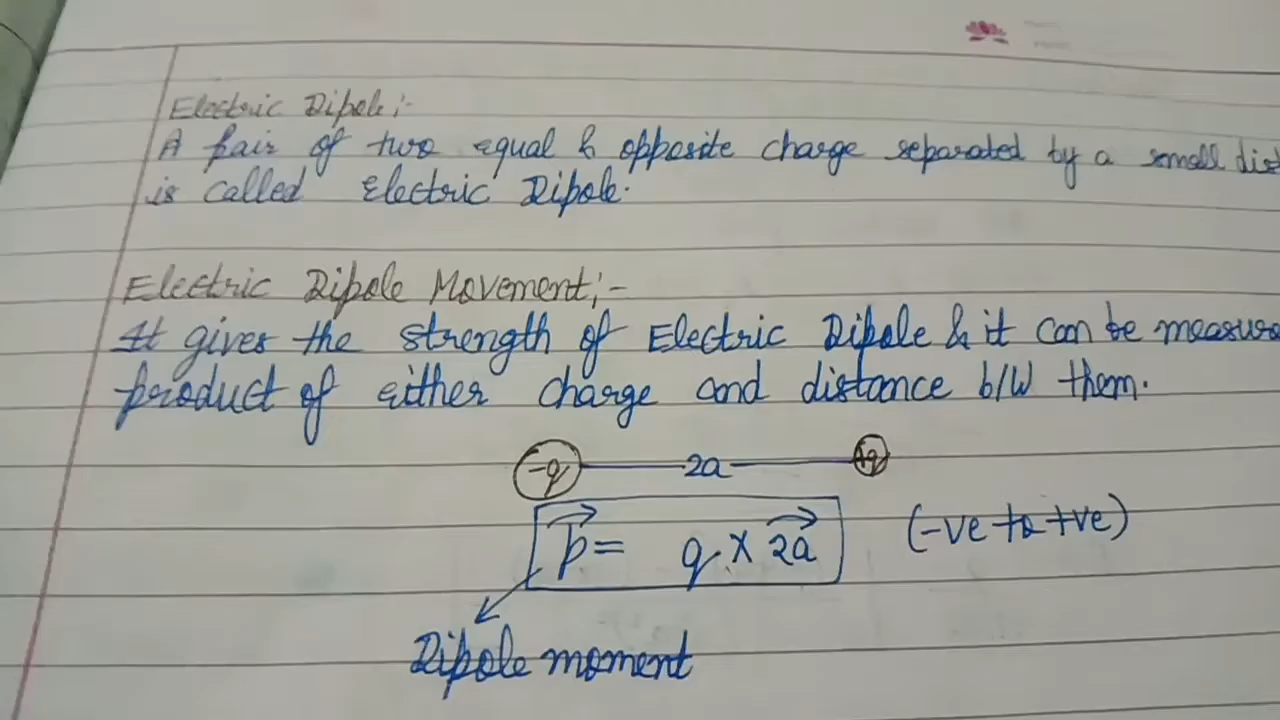 Electric Dipole:-
A pair of two equal & opposite charge separated by a small dist
is called Electric Dipole.
Electric Dipole Movement:-
It gives the strength of Electric Dipole & it can be measure
product of either charge and distance b/w them.
-q 2a +q
p⃗ = q × 2a⃗ (-ve to +ve)
Dipole moment